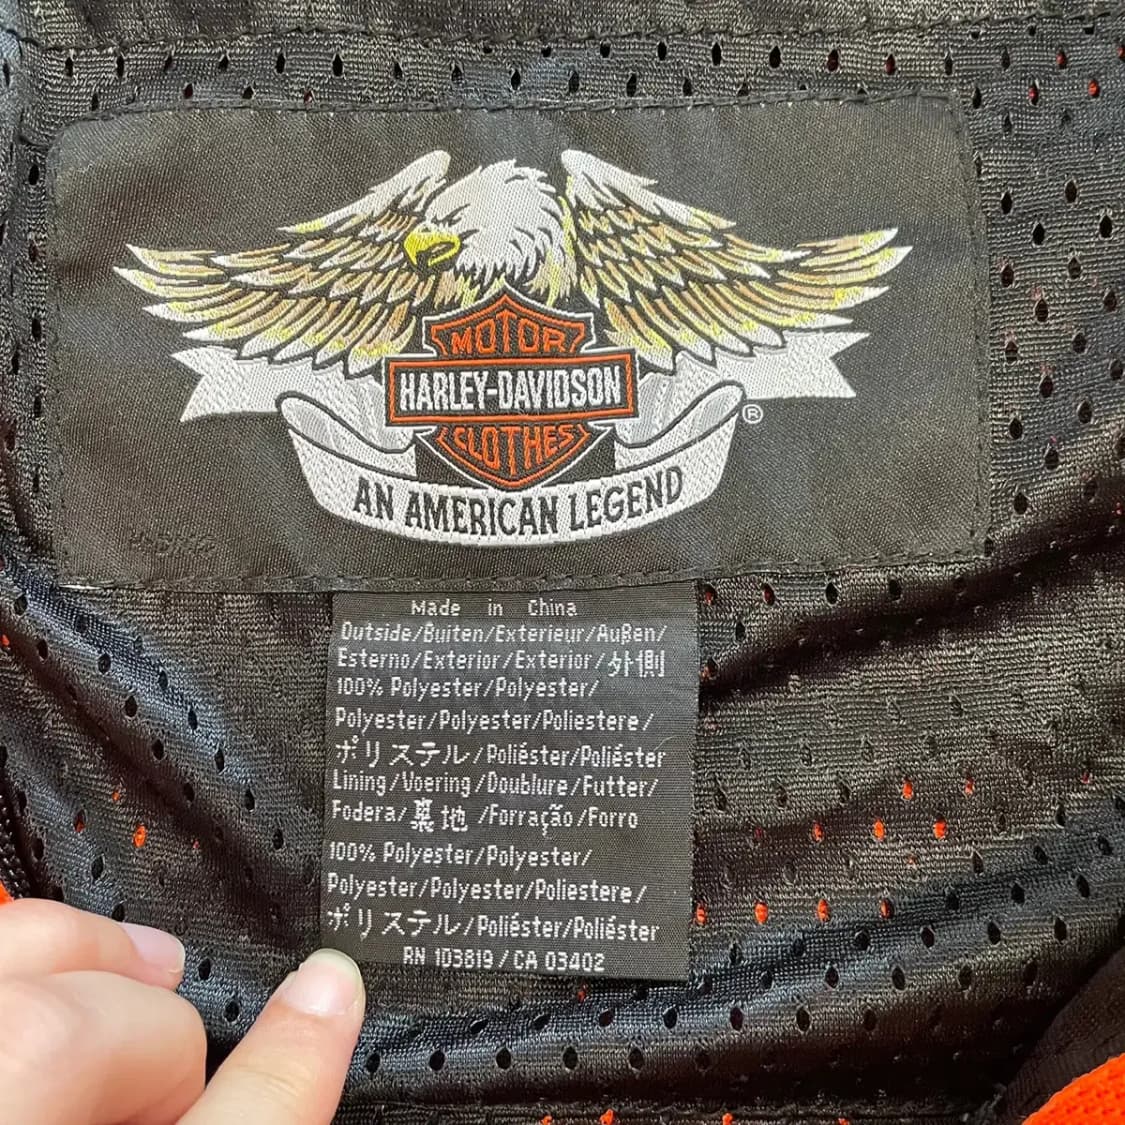 MOTOR
HARLEY-DAVIDSON
CLOTHES
®
AN AMERICAN LEGEND
Made in China
Outside/Buiten/Exterieur/Außen/
Esterno/Exterior/Exterior/外側
100% Polyester/Polyester/
Polyester/Polyester/Poliestere/
ポリステル/Poliéster/Poliéster
Lining/Voering/Doublure/Futter/
Fodera/裏地/Forração/Forro
100% Polyester/Polyester/
Polyester/Polyester/Poliestere/
ポリステル/Poliéster/Poliéster
RN 103819 / CA 03402